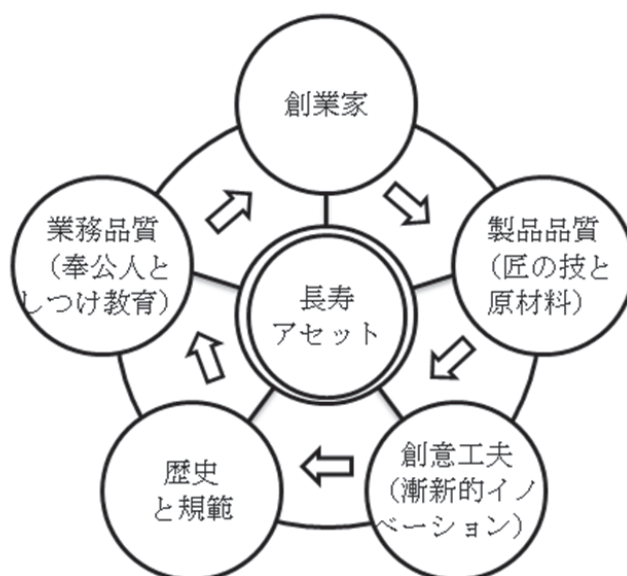 創業家
製品品質
（匠の技と
原材料）
創意工夫
（漸新的イノ
ベーション）
歴史
と規範
業務品質
（奉公人と
しつけ教育）
長寿
アセット